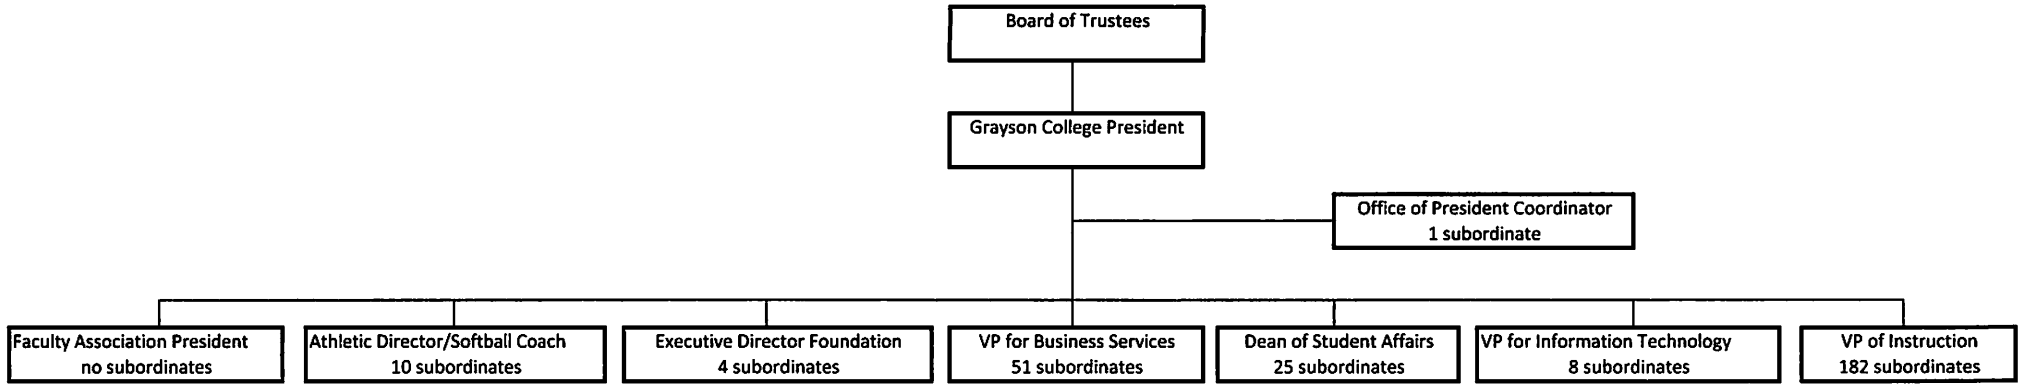 Board of Trustees
Grayson College President
Office of President Coordinator
1 subordinate
Faculty Association President
no subordinates
Athletic Director/Softball Coach
10 subordinates
Executive Director Foundation
4 subordinates
VP for Business Services
51 subordinates
Dean of Student Affairs
25 subordinates
VP for Information Technology
8 subordinates
VP of Instruction
182 subordinates